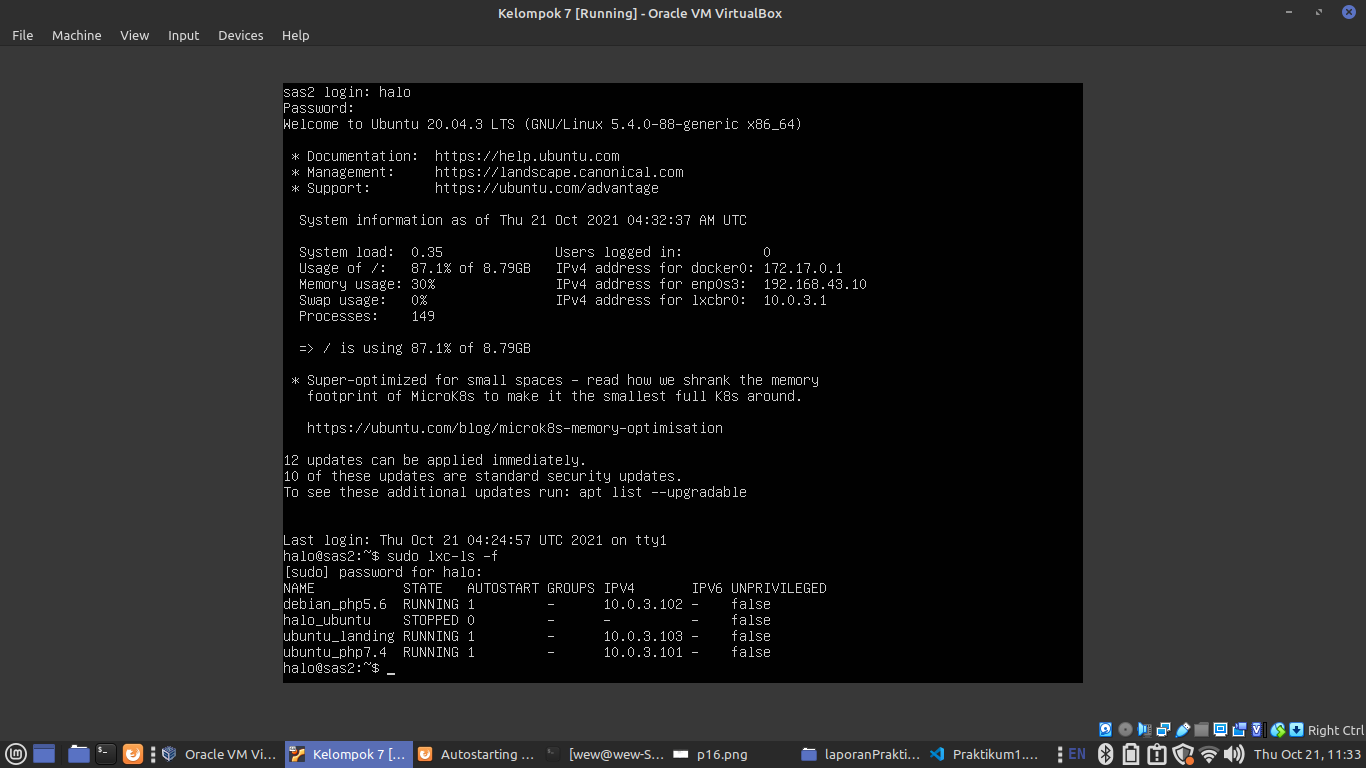 Kelompok 7 [Running] - Oracle VM VirtualBox
File Machine View Input Devices Help
sas2 login: halo
Password:
Welcome to Ubuntu 20.04.3 LTS (GNU/Linux 5.4.0-88-generic x86_64)
* Documentation: https://help.ubuntu.com
* Management: https://landscape.canonical.com
* Support: https://ubuntu.com/advantage
System information as of Thu 21 Oct 2021 04:32:37 AM UTC
System load: 0.35 Users logged in: 0
Usage of /: 87.1% of 8.79GB IPv4 address for docker0: 172.17.0.1
Memory usage: 30% IPv4 address for enp0s3: 192.168.43.10
Swap usage: 0% IPv4 address for lxcbr0: 10.0.3.1
Processes: 149
=> / is using 87.1% of 8.79GB
* Super-optimized for small spaces - read how we shrank the memory
footprint of MicroK8s to make it the smallest full K8s around.
https://ubuntu.com/blog/microk8s-memory-optimisation
12 updates can be applied immediately.
10 of these updates are standard security updates.
To see these additional updates run: apt list --upgradable
Last login: Thu Oct 21 04:24:57 UTC 2021 on tty1
halo@sas2:~$ sudo lxc-ls -f
[sudo] password for halo:
NAME STATE AUTOSTART GROUPS IPV4 IPV6 UNPRIVILEGED
debian_php5.6 RUNNING 1 - 10.0.3.102 - false
halo_ubuntu STOPPED 0 - - - false
ubuntu_landing RUNNING 1 - 10.0.3.103 - false
ubuntu_php7.4 RUNNING 1 - 10.0.3.101 - false
halo@sas2:~$ _
Right Ctrl
Oracle VM Vi... Kelompok 7 [... Autostarting ... [wew@wew-S... p16.png laporanPrakti... Praktikum1.... EN Thu Oct 21, 11:33